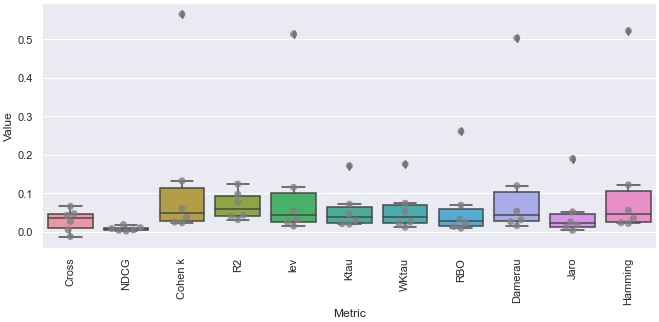 Value
0.5
0.4
0.3
0.2
0.1
0.0
Cross
NDCG
Cohen k
R2
lev
Ktau
WKtau
RBO
Damerau
Jaro
Hamming
Metric